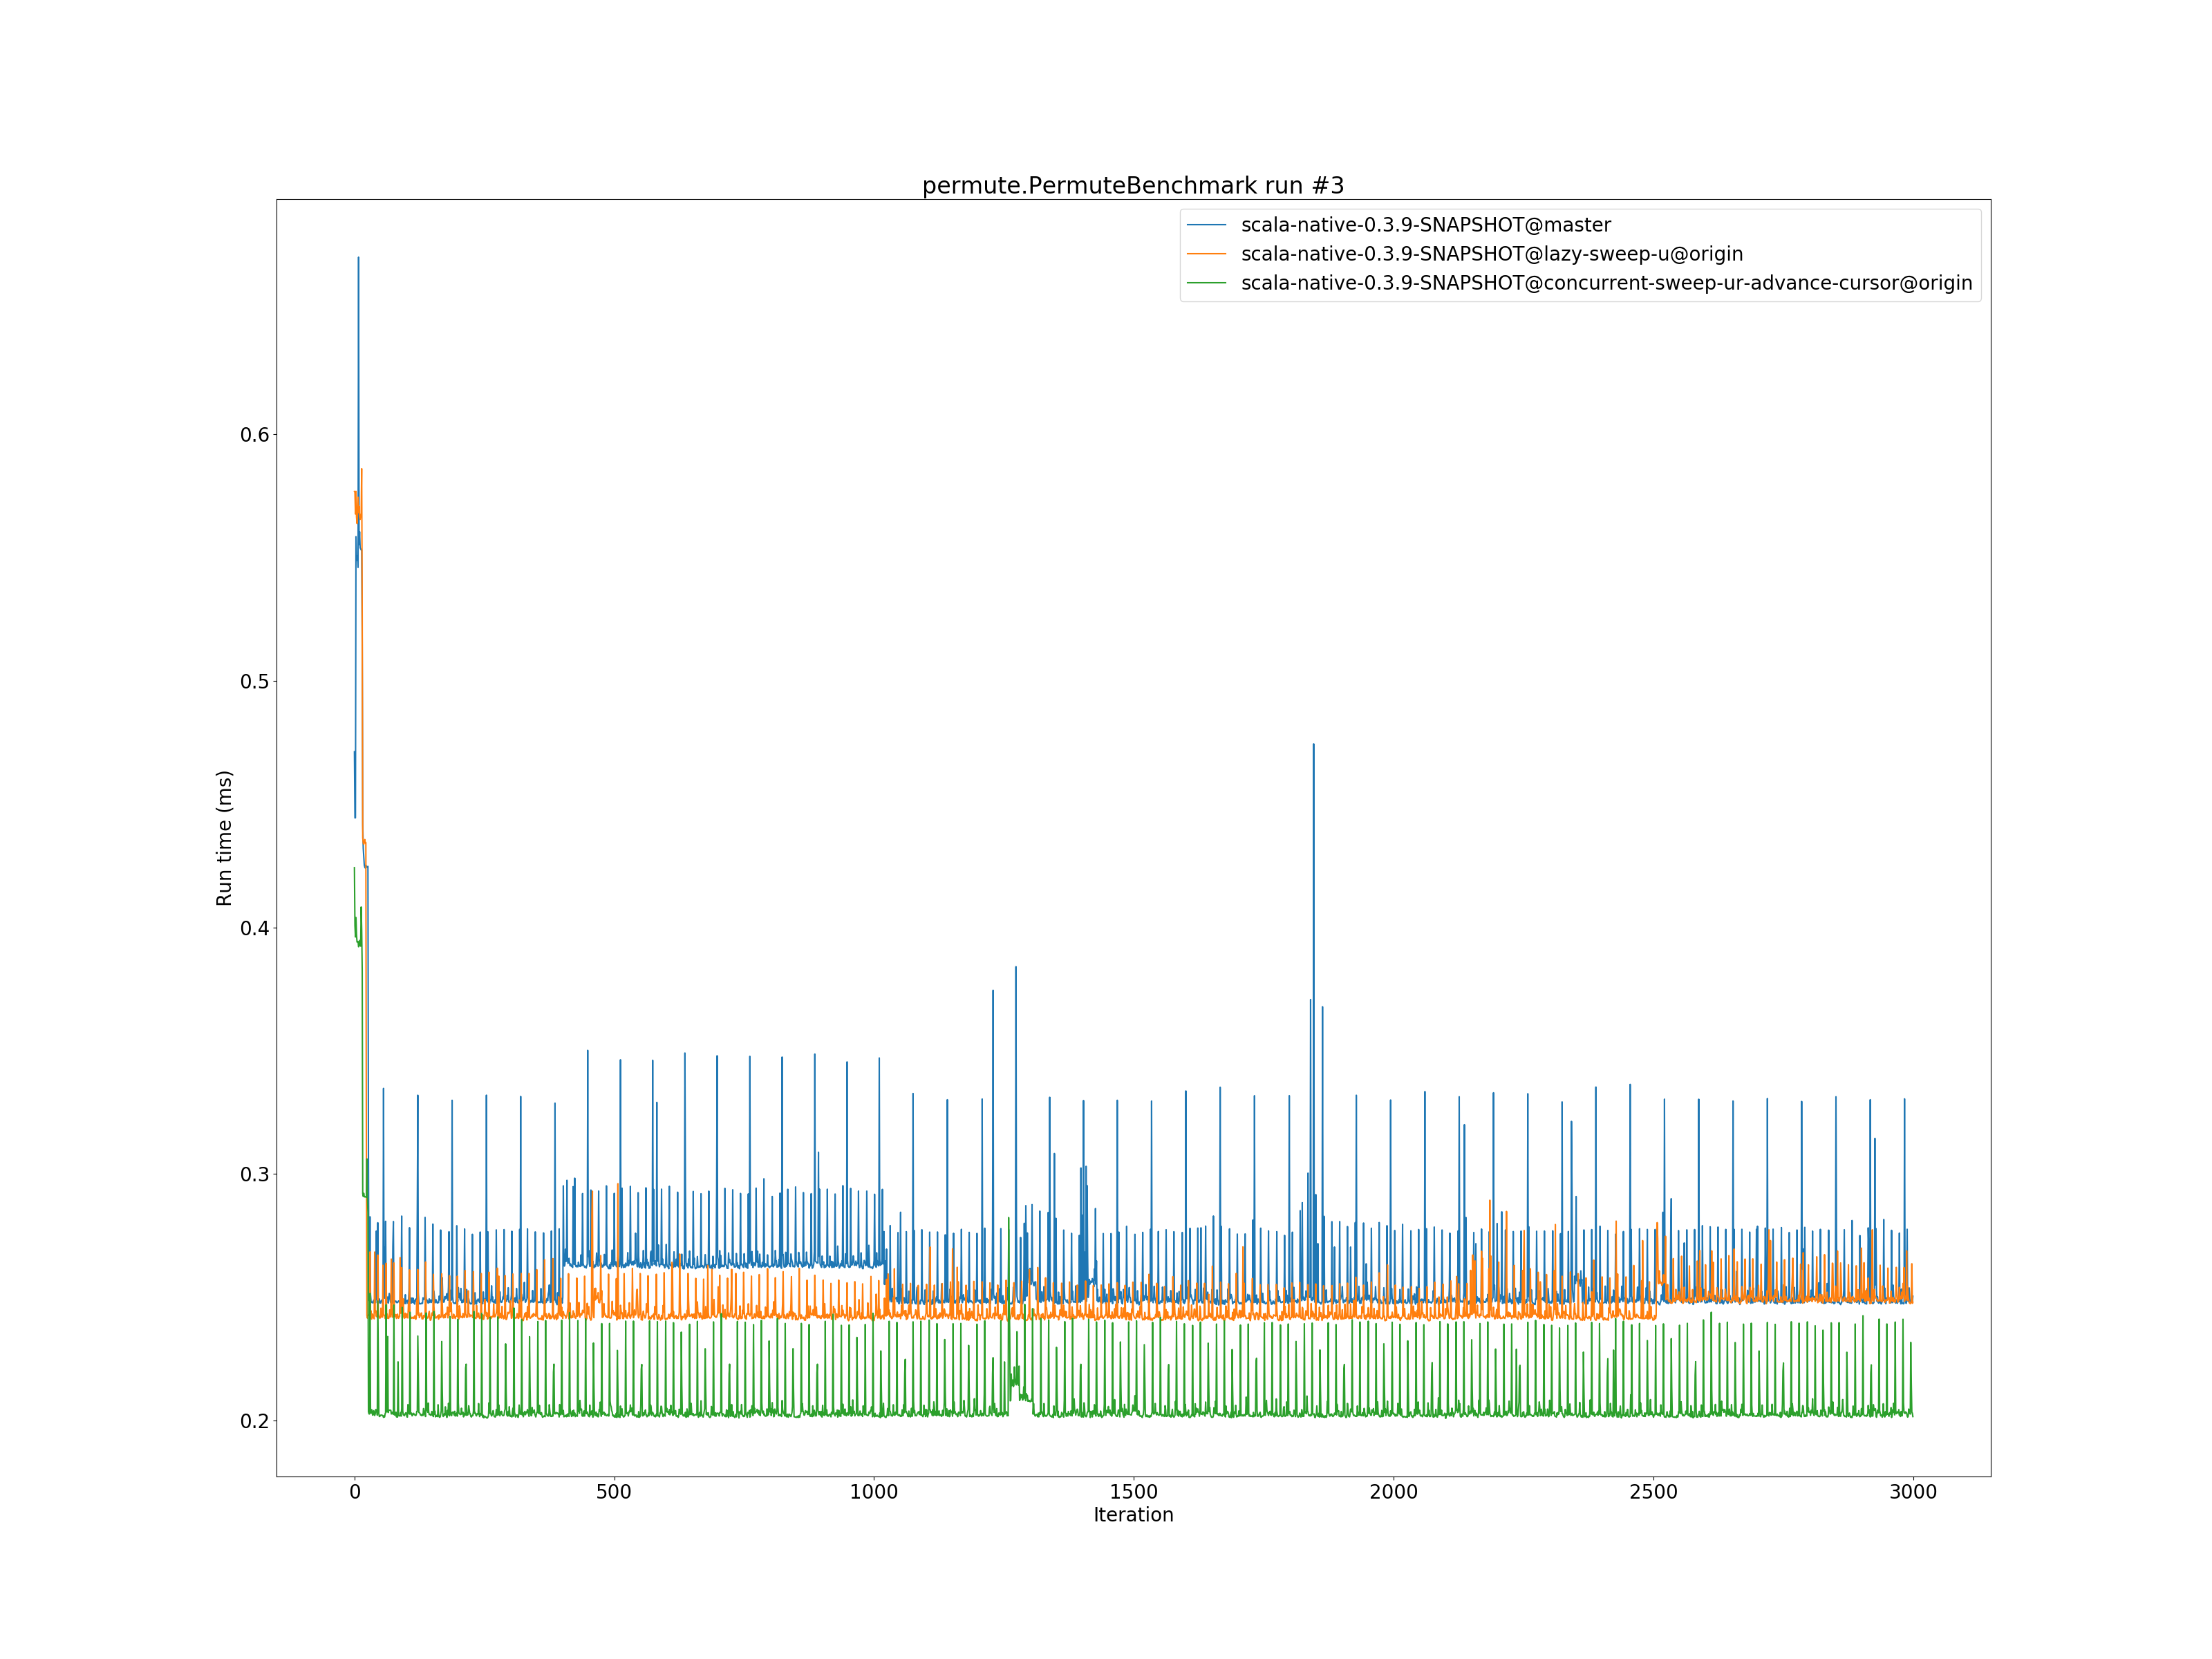 permute.PermuteBenchmark run #3
scala-native-0.3.9-SNAPSHOT@master
scala-native-0.3.9-SNAPSHOT@lazy-sweep-u@origin
scala-native-0.3.9-SNAPSHOT@concurrent-sweep-ur-advance-cursor@origin
Run time (ms)
0.6
0.5
0.4
0.3
0.2
0 500 1000 1500 2000 2500 3000
Iteration